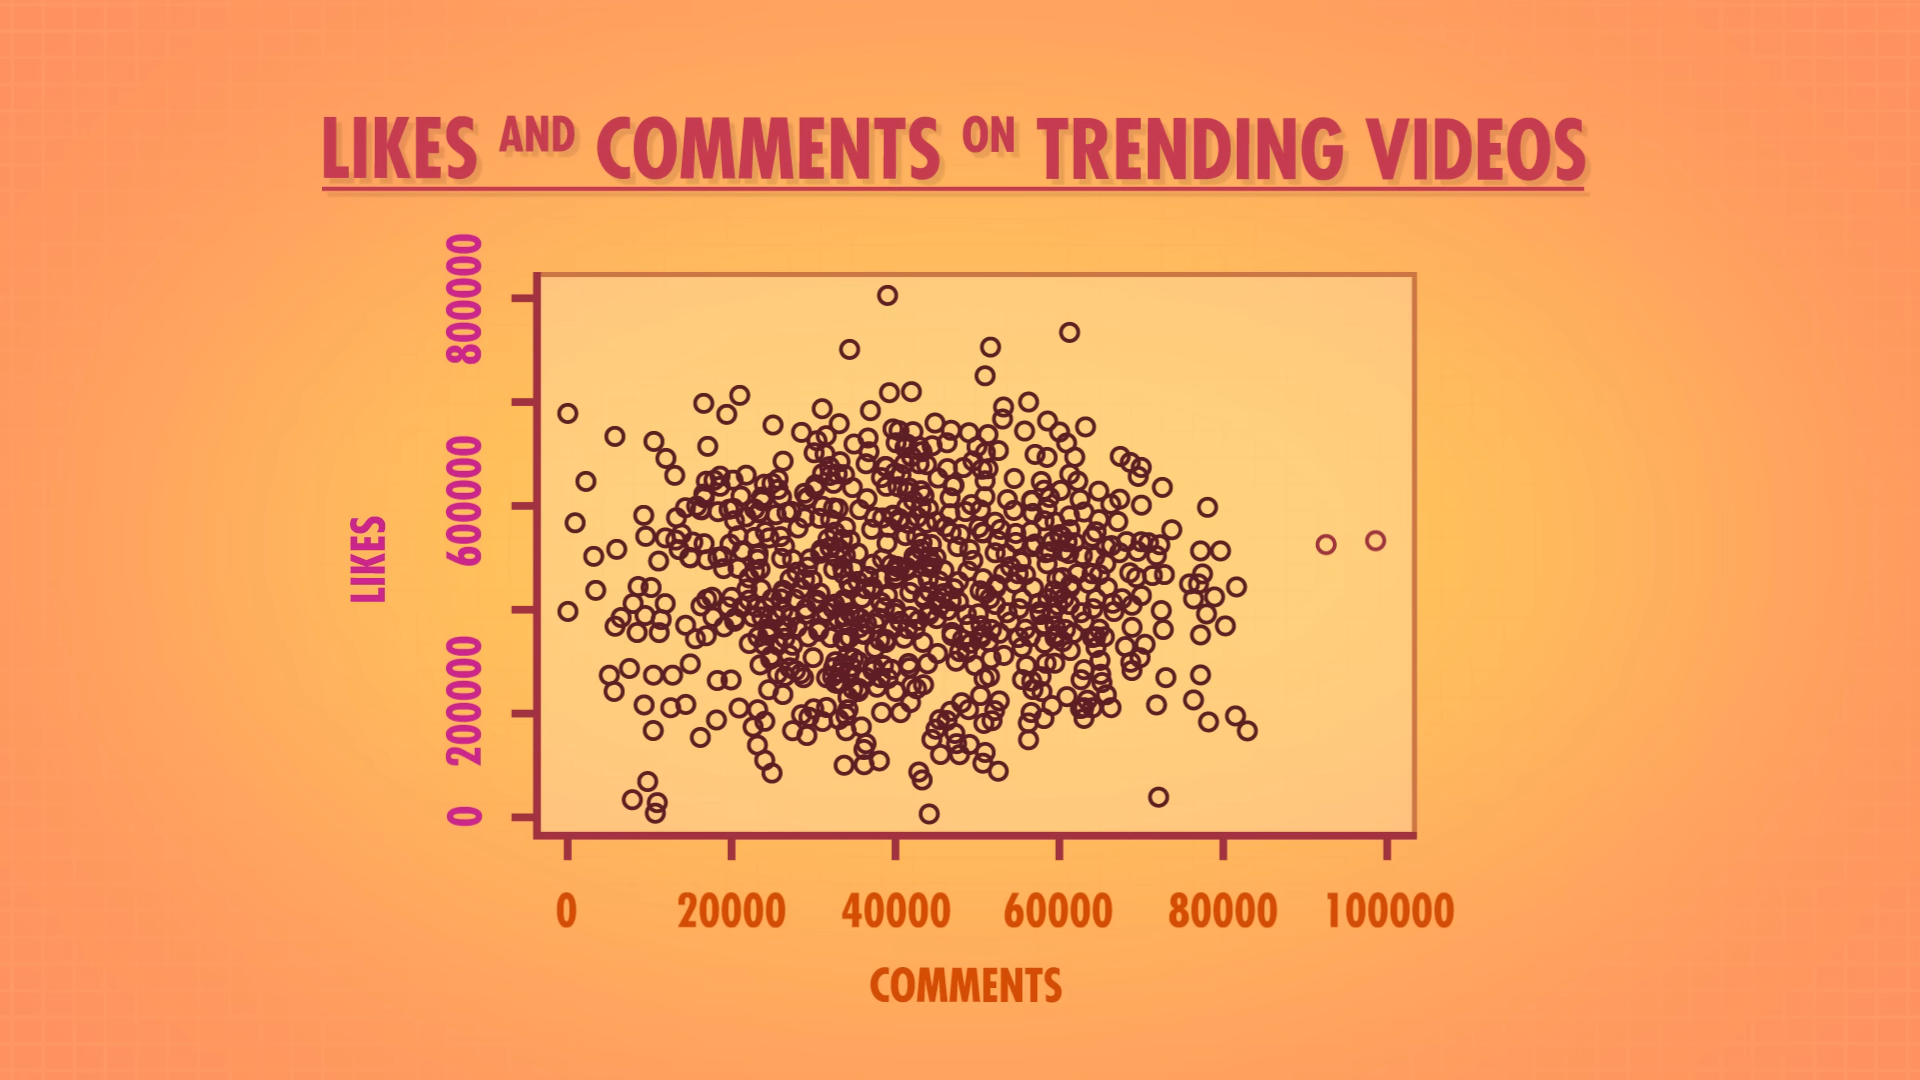 LIKES AND COMMENTS ON TRENDING VIDEOS
800000
600000
200000
0
LIKES
0 20000 40000 60000 80000 100000
COMMENTS